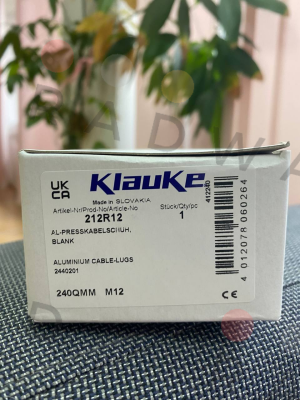 UK
CA
Klauke
Made in SLOVAKIA
Artikel-Nr/Prod-No/Article-No
Stück/Qty/pc
212R12
1
AL-PRESSKABELSCHUH,
BLANK
ALUMINIUM CABLE-LUGS
2440201
240QMM M12
CE
4 012078 060264